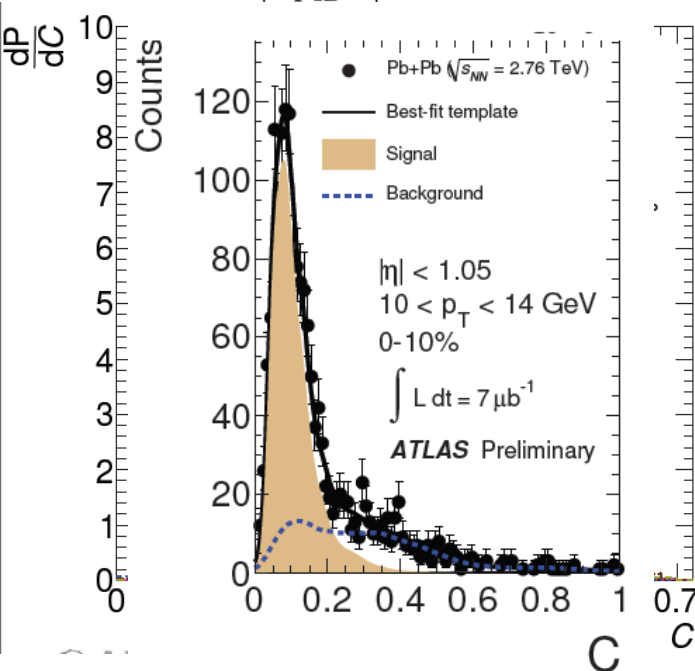 dP
dC
Counts
10
9
8
7
6
5
4
3
2
1
0
0
120
100
80
60
40
20
0
Pb+Pb (√sNN = 2.76 TeV)
Best-fit template
Signal
Background
|η| < 1.05
10 < pT < 14 GeV
0-10%
∫ L dt = 7 μb-1
ATLAS Preliminary
0 0.2 0.4 0.6 0.8 1
0.7
C
C